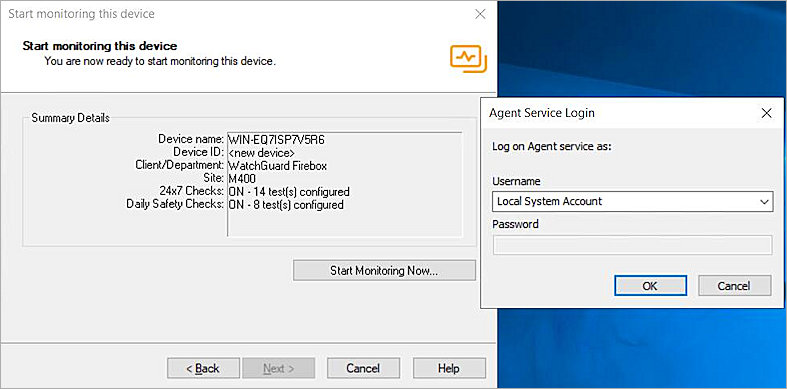 Start monitoring this device
Start monitoring this device
You are now ready to start monitoring this device.
Summary Details
Device name: WIN-EQ7ISP7V5R6
Device ID: <new device>
Client/Department: WatchGuard Firebox
Site: M400
24x7 Checks: ON - 14 test(s) configured
Daily Safety Checks: ON - 8 test(s) configured
Start Monitoring Now...
< Back
Next >
Cancel
Help
Agent Service Login
Log on Agent service as:
Username
Local System Account
Password
OK
Cancel